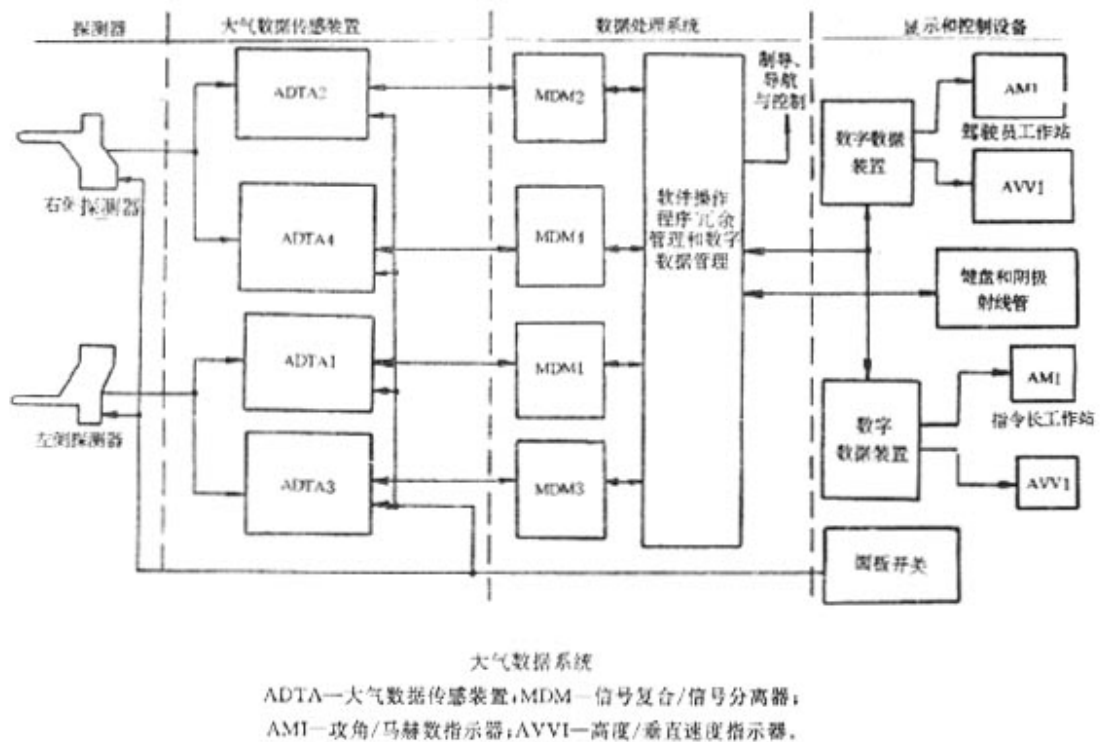 探测器 大气数据传感装置 数据处理系统 显示和控制设备
ADTA2
MDM2
制导、
导航
与控制
AMI
驾驶员工作站
数字数据
装置
AVVI
右侧探测器
ADTA4
MDM4
软件操作
程序冗余
管理和数字
数据管理
键盘和阴极
射线管
ADTA1
MDM1
AMI
指令长工作站
左侧探测器
数字
数据装置
ADTA3
MDM3
AVVI
面板开关
大气数据系统
ADTA—大气数据传感装置;MDM—信号复合/信号分离器;
AMI—攻角/马赫数指示器;AVVI—高度/垂直速度指示器。